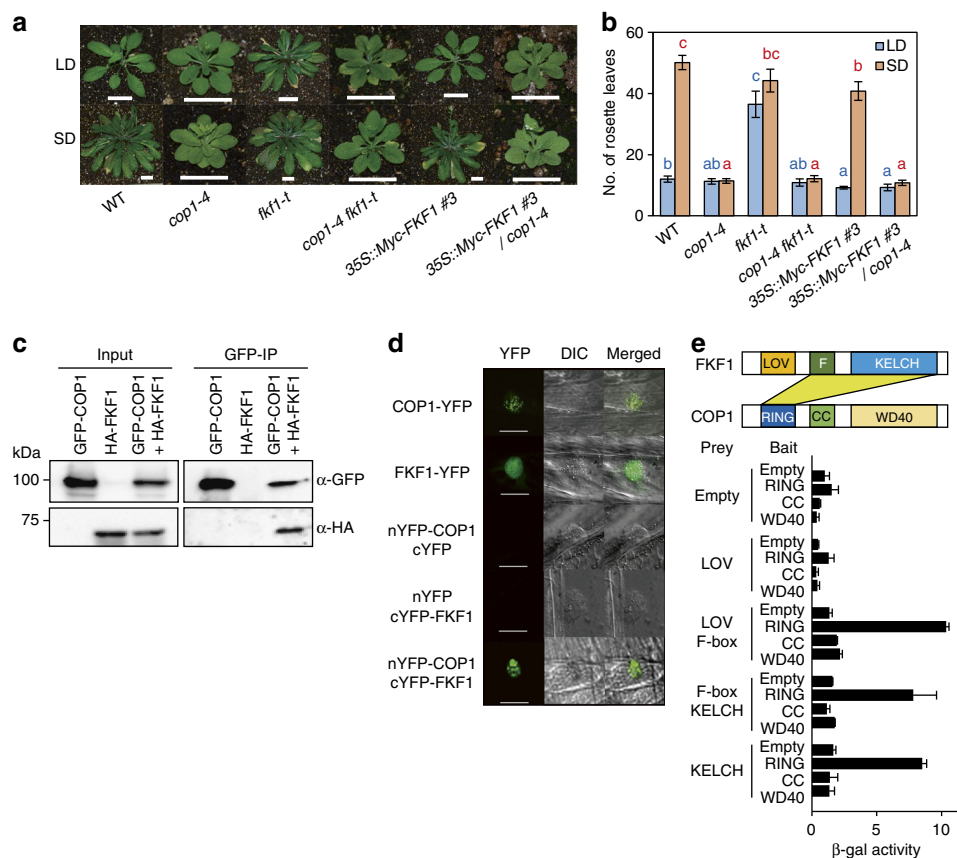 a
LD
SD
WT
cop1-4
fkf1-t
cop1-4 fkf1-t
35S::Myc-FKF1 #3
35S::Myc-FKF1 #3
/ cop1-4
b
No. of rosette leaves
60
40
20
0
LD
SD
b
c
ab
a
c
bc
ab
a
a
b
a
a
WT
cop1-4
fkf1-t
cop1-4 fkf1-t
35S::Myc-FKF1 #3
35S::Myc-FKF1 #3
/ cop1-4
c
Input
GFP-IP
GFP-COP1
HA-FKF1
GFP-COP1
+ HA-FKF1
GFP-COP1
HA-FKF1
GFP-COP1
+ HA-FKF1
kDa
100
75
α-GFP
α-HA
d
YFP
DIC
Merged
COP1-YFP
FKF1-YFP
nYFP-COP1
cYFP
nYFP
cYFP-FKF1
nYFP-COP1
cYFP-FKF1
e
FKF1
LOV
F
KELCH
COP1
RING
CC
WD40
Prey
Bait
Empty
Empty
RING
CC
WD40
LOV
Empty
RING
CC
WD40
LOV
F-box
Empty
RING
CC
WD40
F-box
KELCH
Empty
RING
CC
WD40
KELCH
Empty
RING
CC
WD40
0
5
10
β-gal activity